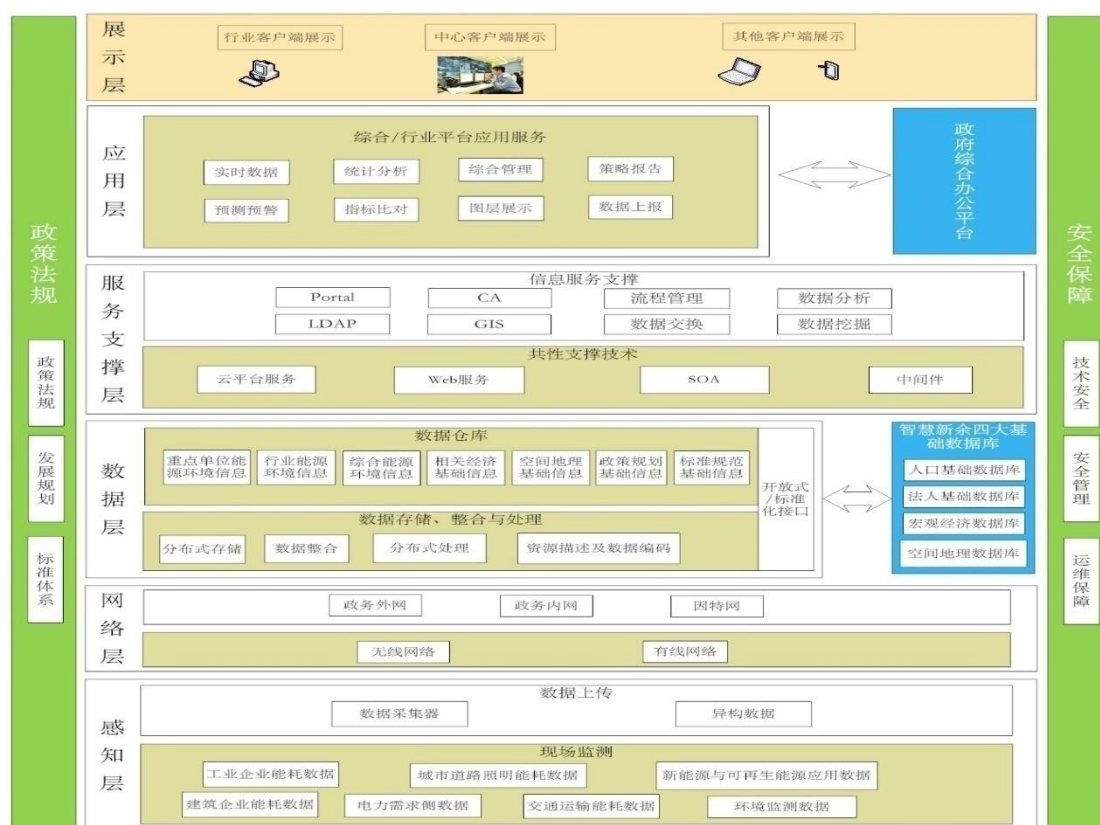 政策法规
政策法规
发展规划
标准体系
展示层
行业客户端展示
中心客户端展示
其他客户端展示
应用层
综合/行业平台应用服务
实时数据
统计分析
综合管理
策略报告
预测预警
指标比对
图层展示
数据上报
政府综合办公平台
服务支撑层
信息服务支撑
Portal
CA
流程管理
数据分析
LDAP
GIS
数据交换
数据挖掘
共性支撑技术
云平台服务
Web服务
SOA
中间件
数据层
数据仓库
重点单位能
源环境信息
行业能源
环境信息
综合能源
环境信息
相关经济
基础信息
空间地理
基础信息
政策规划
基础信息
标准规范
基础信息
数据存储、整合与处理
分布式存储
数据整合
分布式处理
资源描述及数据编码
开放式
/标准
化接口
智慧新余四大基
础数据库
人口基础数据库
法人基础数据库
宏观经济数据库
空间地理数据库
网络层
政务外网
政务内网
因特网
无线网络
有线网络
感知层
数据上传
数据采集器
异构数据
现场监测
工业企业能耗数据
城市道路照明能耗数据
新能源与可再生能源应用数据
建筑企业能耗数据
电力需求侧数据
交通运输能耗数据
环境监测数据
安全保障
技术安全
安全管理
运维保障